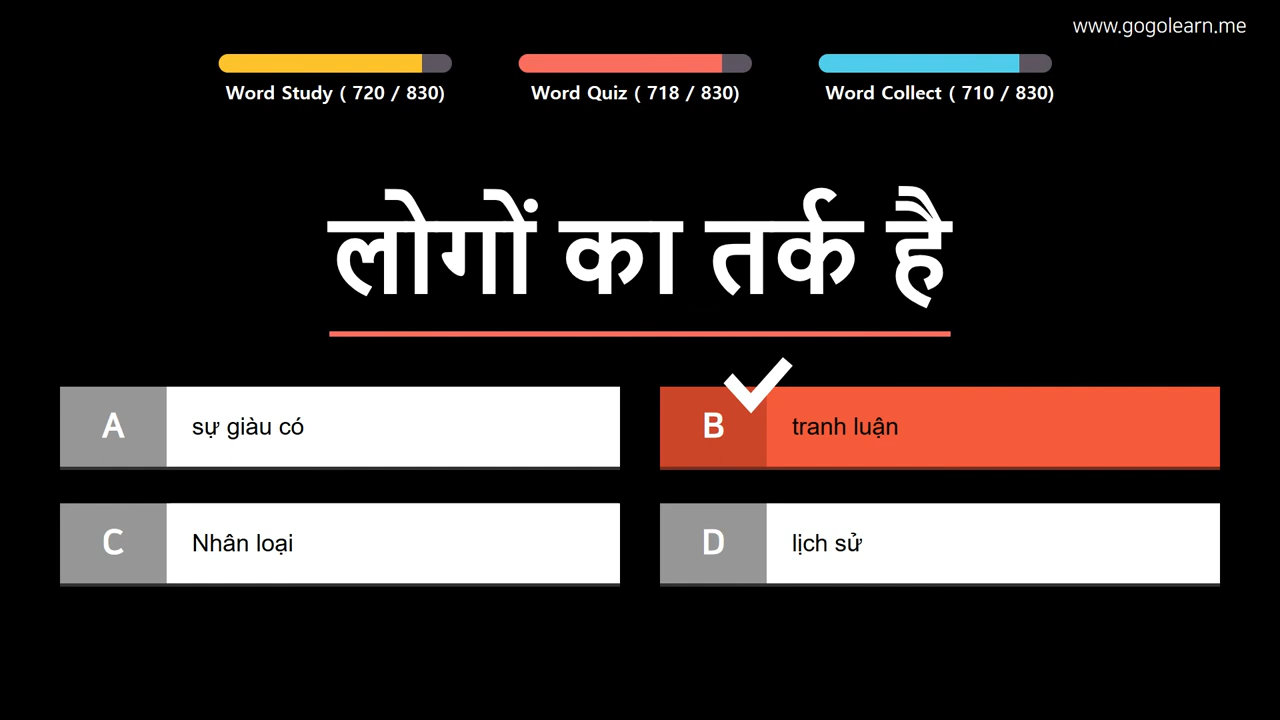 www.gogolearn.me
Word Study ( 720 / 830)
Word Quiz ( 718 / 830)
Word Collect ( 710 / 830)
लोगों का तर्क है
A
sự giàu có
B
tranh luận
C
Nhân loại
D
lịch sử